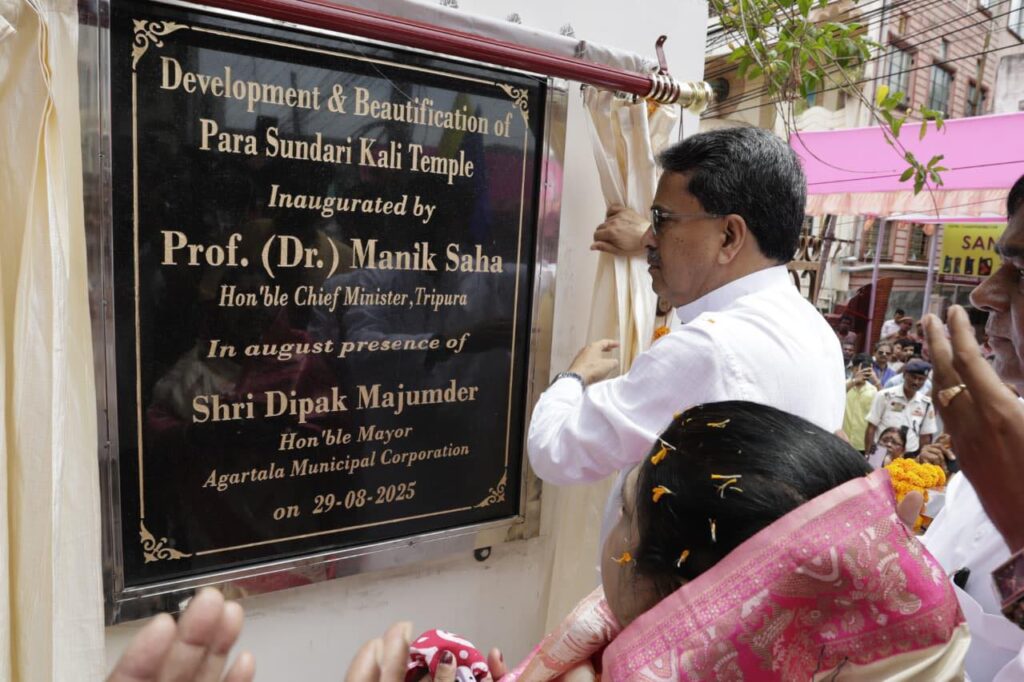 Development & Beautification of
Para Sundari Kali Temple
Inaugurated by
Prof. (Dr.) Manik Saha
Hon'ble Chief Minister, Tripura
In august presence of
Shri Dipak Majumder
Hon'ble Mayor
Agartala Municipal Corporation
on 29-08-2025
SAN